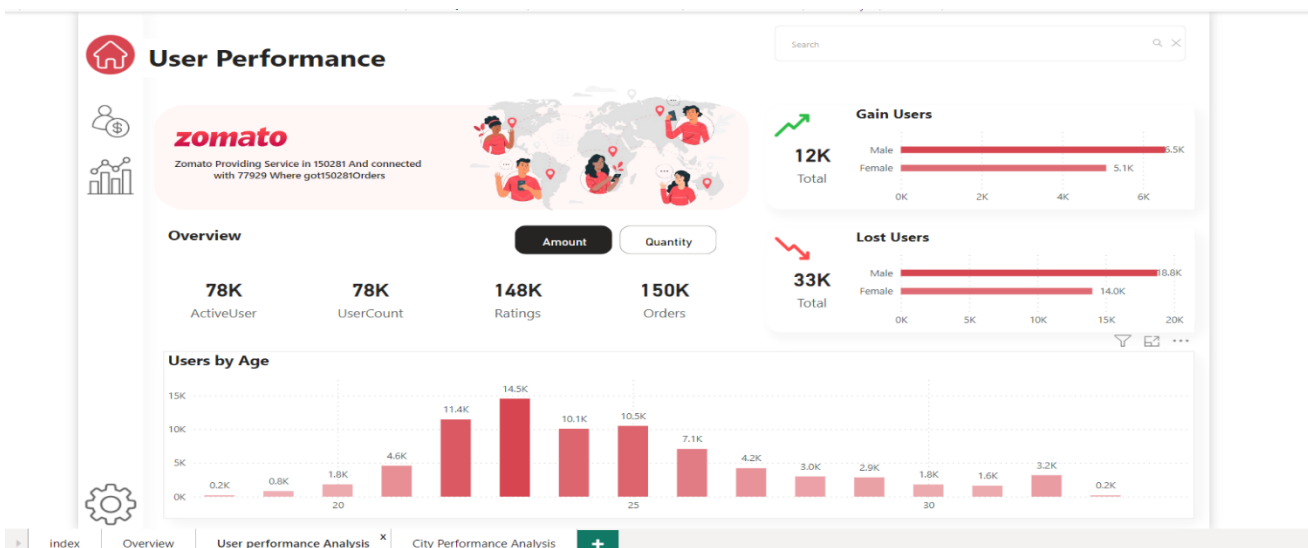 User Performance
Search
zomato
Zomato Providing Service in 150281 And connected
with 77929 Where gott150281Orders
Gain Users
12K
Total
Male
6.5K
Female
5.1K
0K
2K
4K
6K
Overview
Amount
Quantity
78K
ActiveUser
78K
UserCount
148K
Ratings
150K
Orders
Lost Users
33K
Total
Male
18.8K
Female
14.0K
0K
5K
10K
15K
20K
Users by Age
15K
10K
5K
0K
0.2K
0.8K
1.8K
4.6K
11.4K
14.5K
10.1K
10.5K
7.1K
4.2K
3.0K
2.9K
1.8K
1.6K
3.2K
0.2K
20
25
30
index
Overview
User performance Analysis
x
City Performance Analysis
+